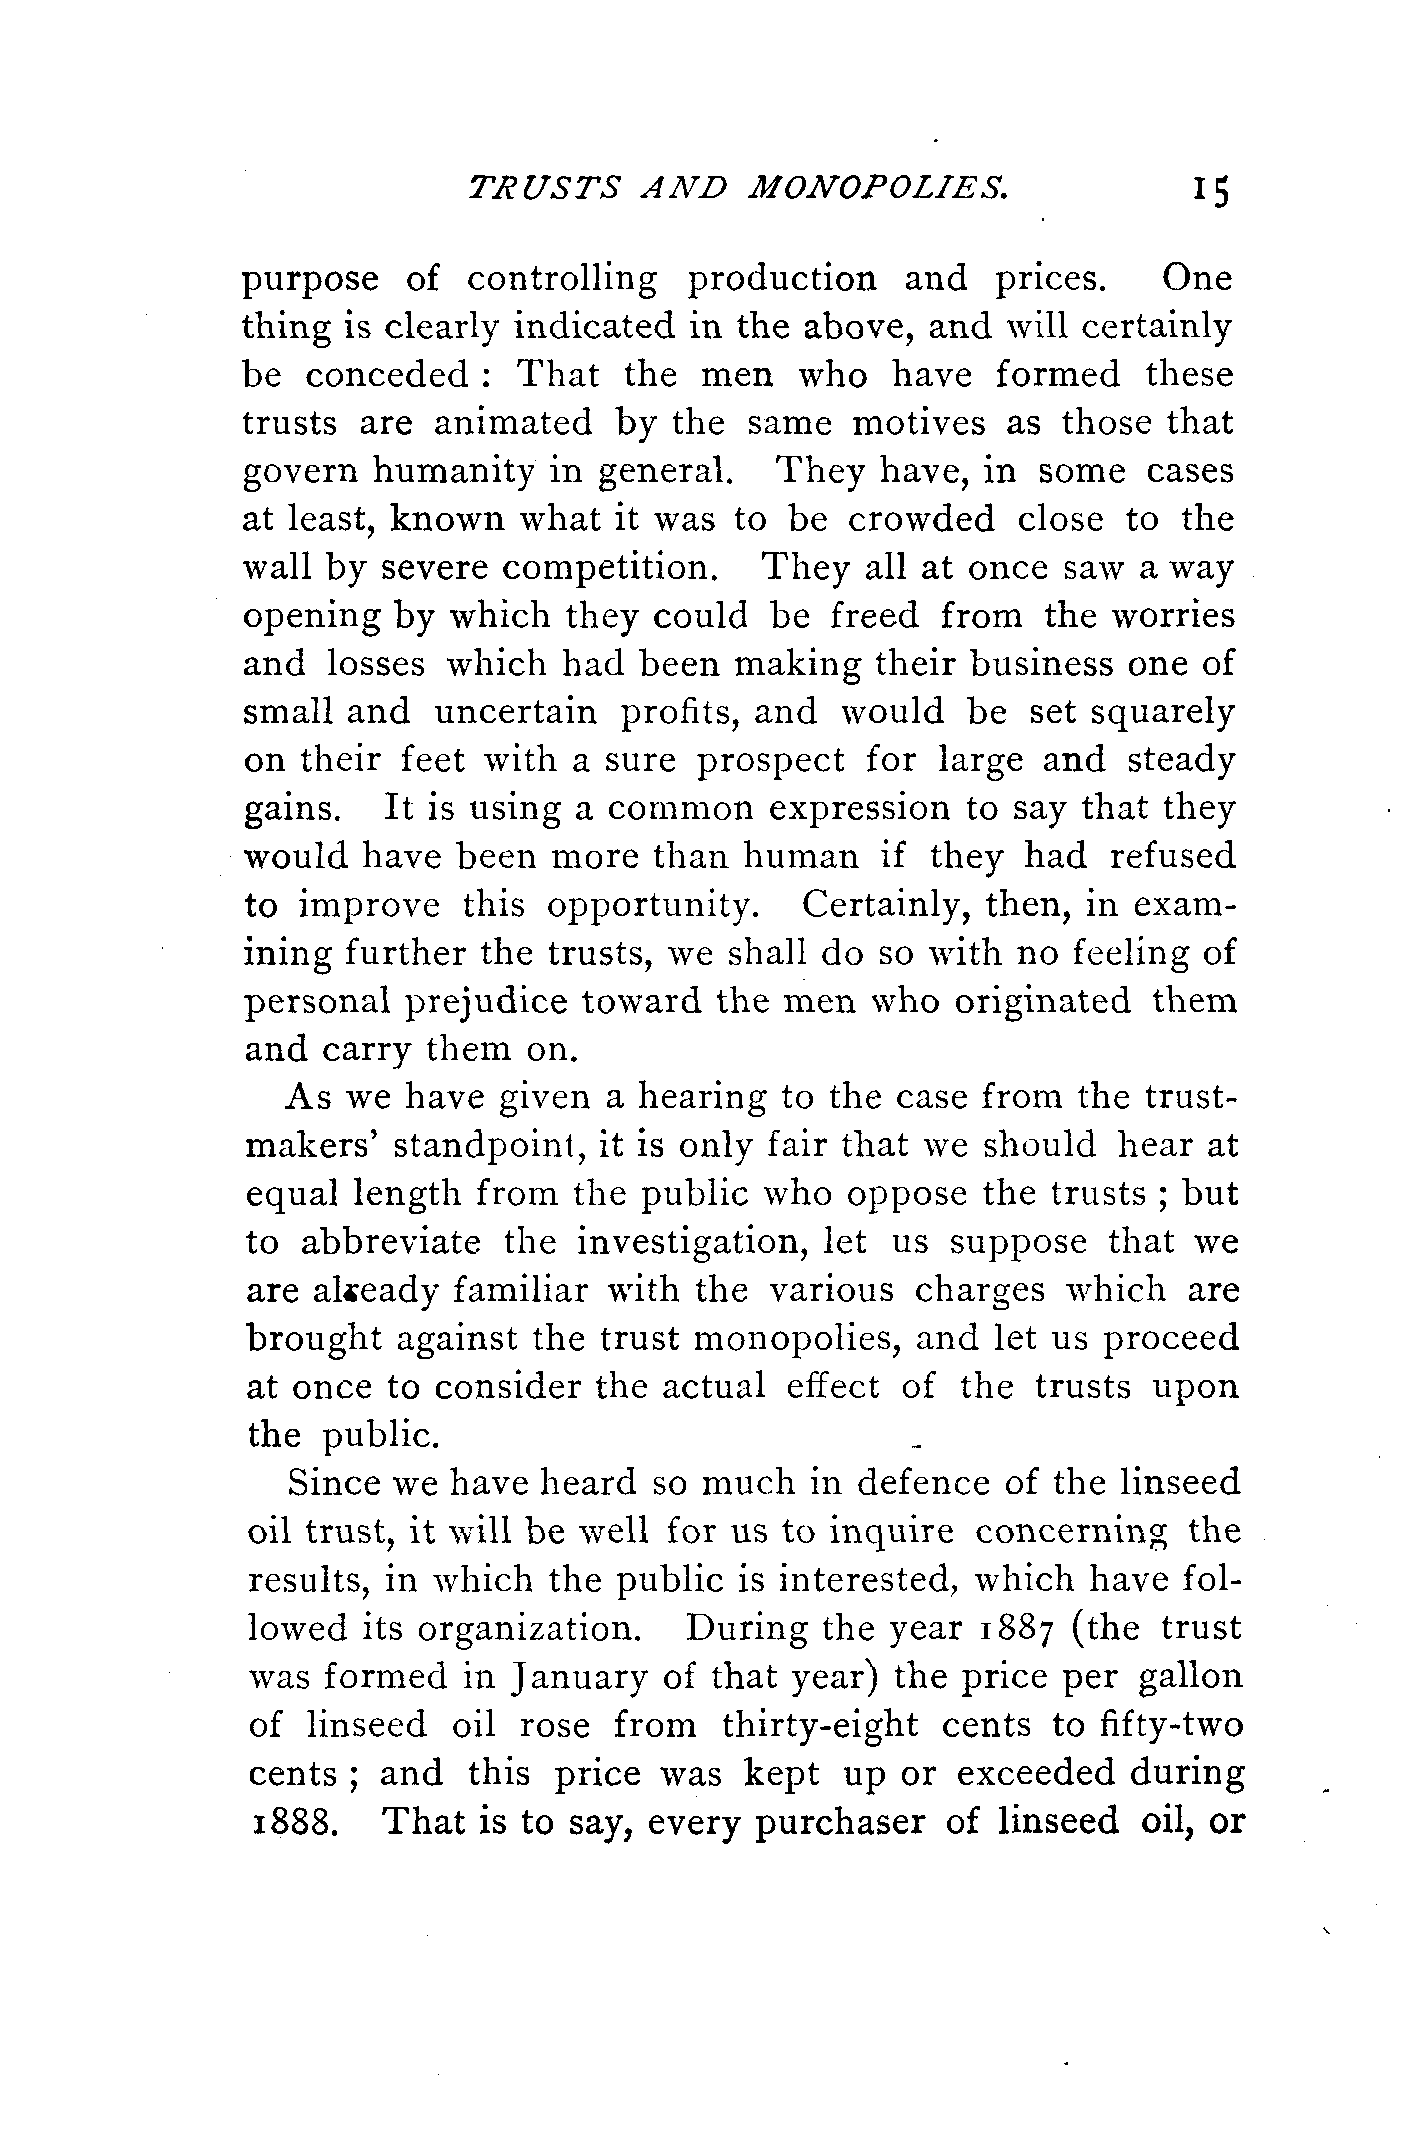 TRUSTS AND MONOPOLIES. 15
purpose of controlling production and prices. One
thing is clearly indicated in the above, and will certainly
be conceded : That the men who have formed these
trusts are animated by the same motives as those that
govern humanity in general. They have, in some cases
at least, known what it was to be crowded close to the
wall by severe competition. They all at once saw a way
opening by which they could be freed from the worries
and losses which had been making their business one of
small and uncertain profits, and would be set squarely
on their feet with a sure prospect for large and steady
gains. It is using a common expression to say that they
would have been more than human if they had refused
to improve this opportunity. Certainly, then, in exam-
ining further the trusts, we shall do so with no feeling of
personal prejudice toward the men who originated them
and carry them on.
As we have given a hearing to the case from the trust-
makers' standpoint, it is only fair that we should hear at
equal length from the public who oppose the trusts ; but
to abbreviate the investigation, let us suppose that we
are already familiar with the various charges which are
brought against the trust monopolies, and let us proceed
at once to consider the actual effect of the trusts upon
the public.
Since we have heard so much in defence of the linseed
oil trust, it will be well for us to inquire concerning the
results, in which the public is interested, which have fol-
lowed its organization. During the year 1887 (the trust
was formed in January of that year) the price per gallon
of linseed oil rose from thirty-eight cents to fifty-two
cents ; and this price was kept up or exceeded during
1888. That is to say, every purchaser of linseed oil, or